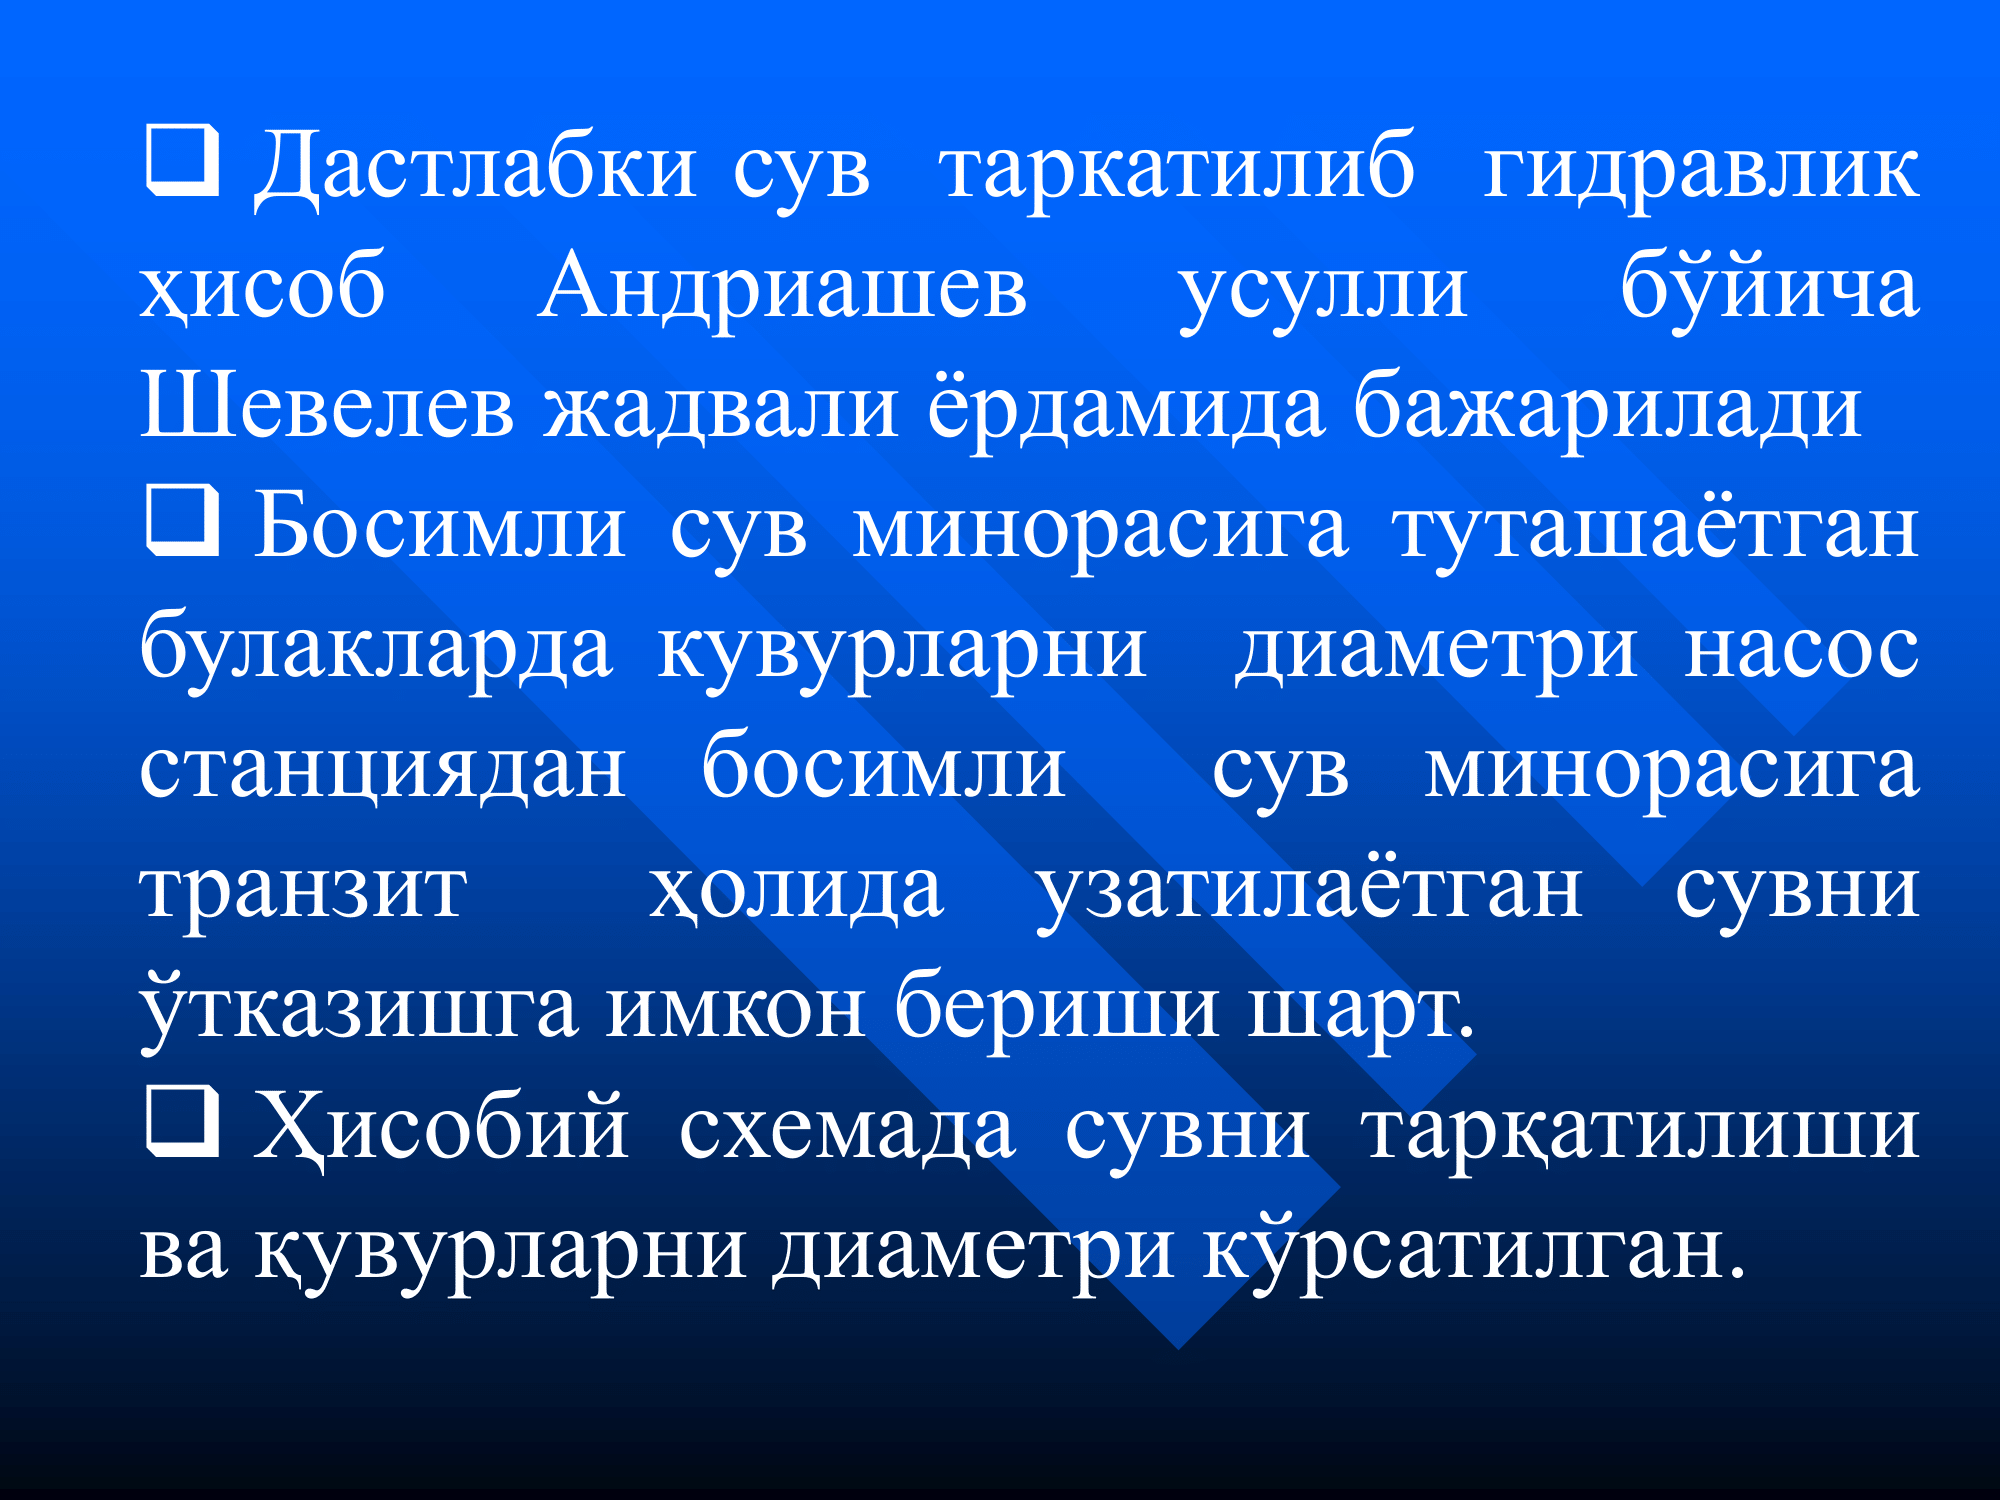 ❑ Дастлабки сув таркатилиб гидравлик
ҳисоб Андриашев усулли бўйича
Шевелев жадвали ёрдамида бажарилади
❑ Босимли сув минорасига туташаётган
булакларда кувурларни диаметри насос
станциядан босимли сув минорасига
транзит ҳолида узатилаётган сувни
ўтказишга имкон бериши шарт.
❑ Ҳисобий схемада сувни тарқатилиши
ва қувурларни диаметри кўрсатилган.